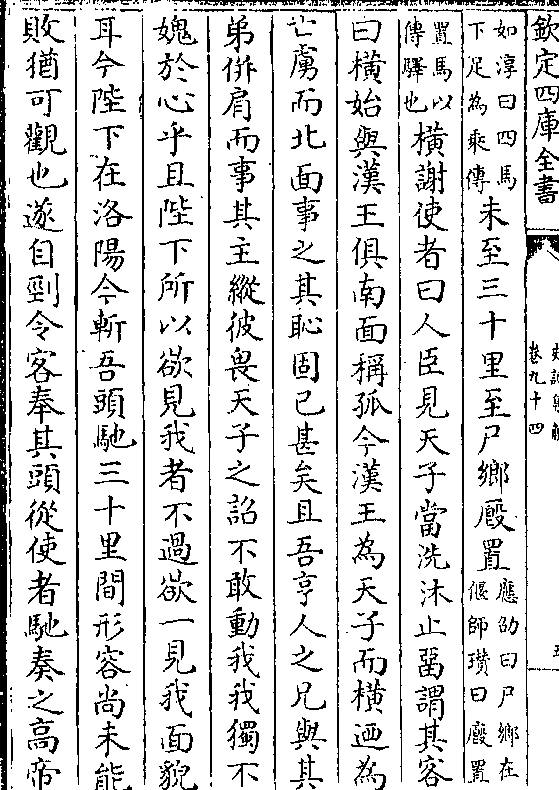 欽定四庫全書
卷九十四
如淳曰四馬
下足為乘傳
未至三十里至尸鄉廄置
應劭曰尸鄉在
偃師瓚曰廄置
置馬以
傳驛也
橫謝使者曰人臣見天子當洗沐止畱謂其客
曰橫始與漢王俱南面稱孤今漢王為天子而橫迺為
亡虜而北面事之其恥固已甚矣且吾亨人之兄與其
弟併肩而事其主縱彼畏天子之詔不敢動我我獨不
媿於心乎且陛下所以欲見我者不過欲一見我面貌
耳今陛下在洛陽今斬吾頭馳三十里間形容尚未能
敗猶可觀也遂自剄令客奉其頭從使者馳奏之高帝